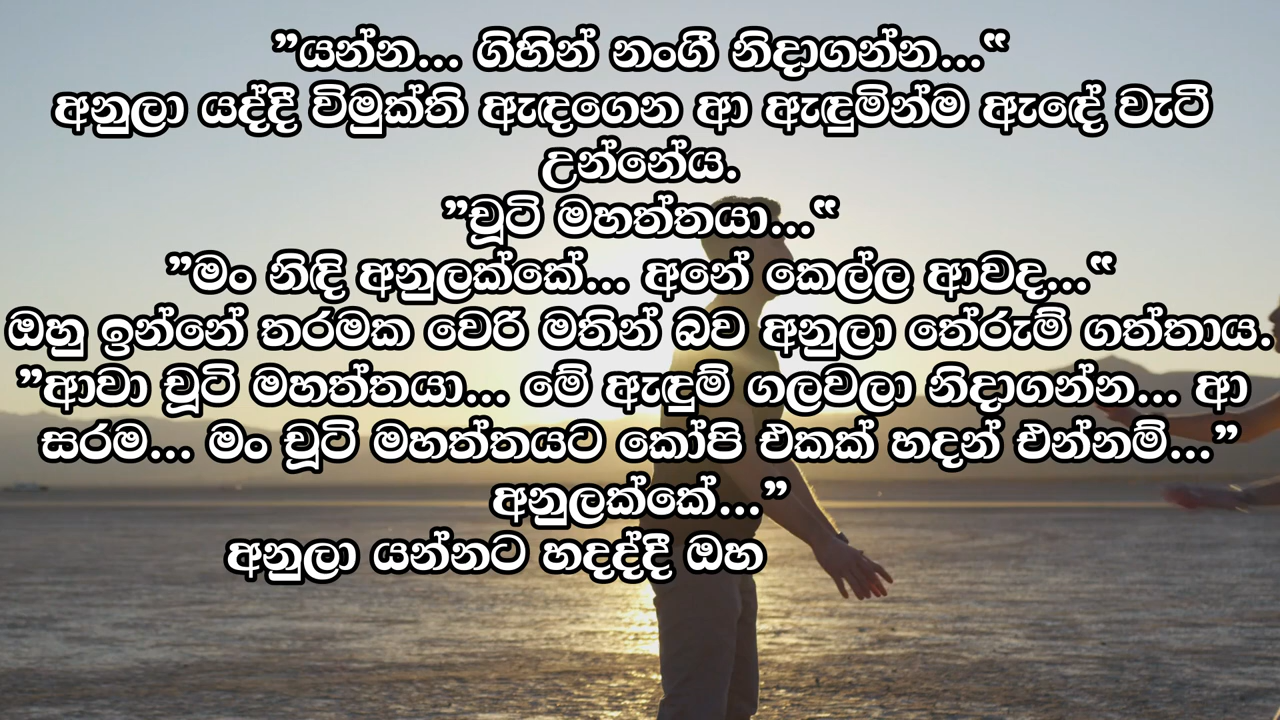 ”යන්න... ගිහින් නංගී නිදාගන්න...“
අනුලා යද්දී විමුක්ති ඇඳගෙන ආ ඇඳුමින්ම ඇඳේ වැටී
උන්නේය.
”චූටි මහත්තයා...“
”මං නිඳි අනුලක්කේ... අනේ කෙල්ල ආවද...“
ඔහු ඉන්නේ තරමක වෙරි මතින් බව අනුලා තේරුම් ගත්තාය.
”ආවා චූටි මහත්තයා... මේ ඇඳුම් ගලවලා නිදාගන්න... ආ
සරම... මං චූටි මහත්තයට කෝපි එකක් හදන් එන්නම්...”
අනුලක්කේ...”
අනුලා යන්නට හදද්දී ඔහ